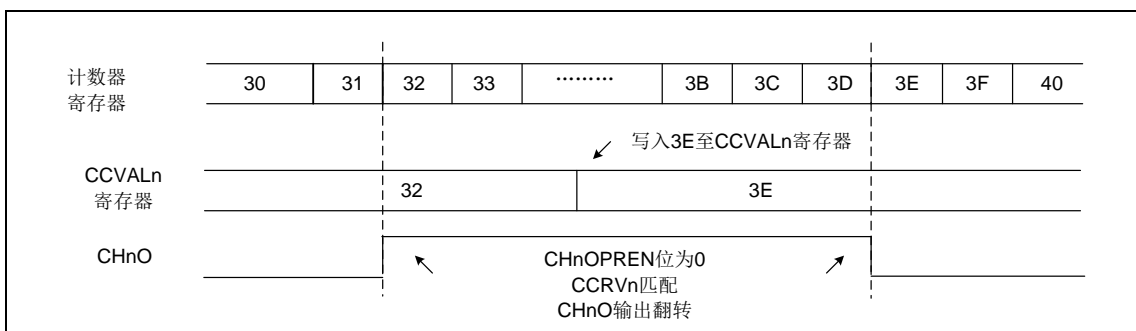 计数器
寄存器
30 31 32 33 ……… 3B 3C 3D 3E 3F 40
写入3E至CCVALn寄存器
CCVALn
寄存器
32 3E
CHnO
CHnOPREN位为0
CCRVn匹配
CHnO输出翻转